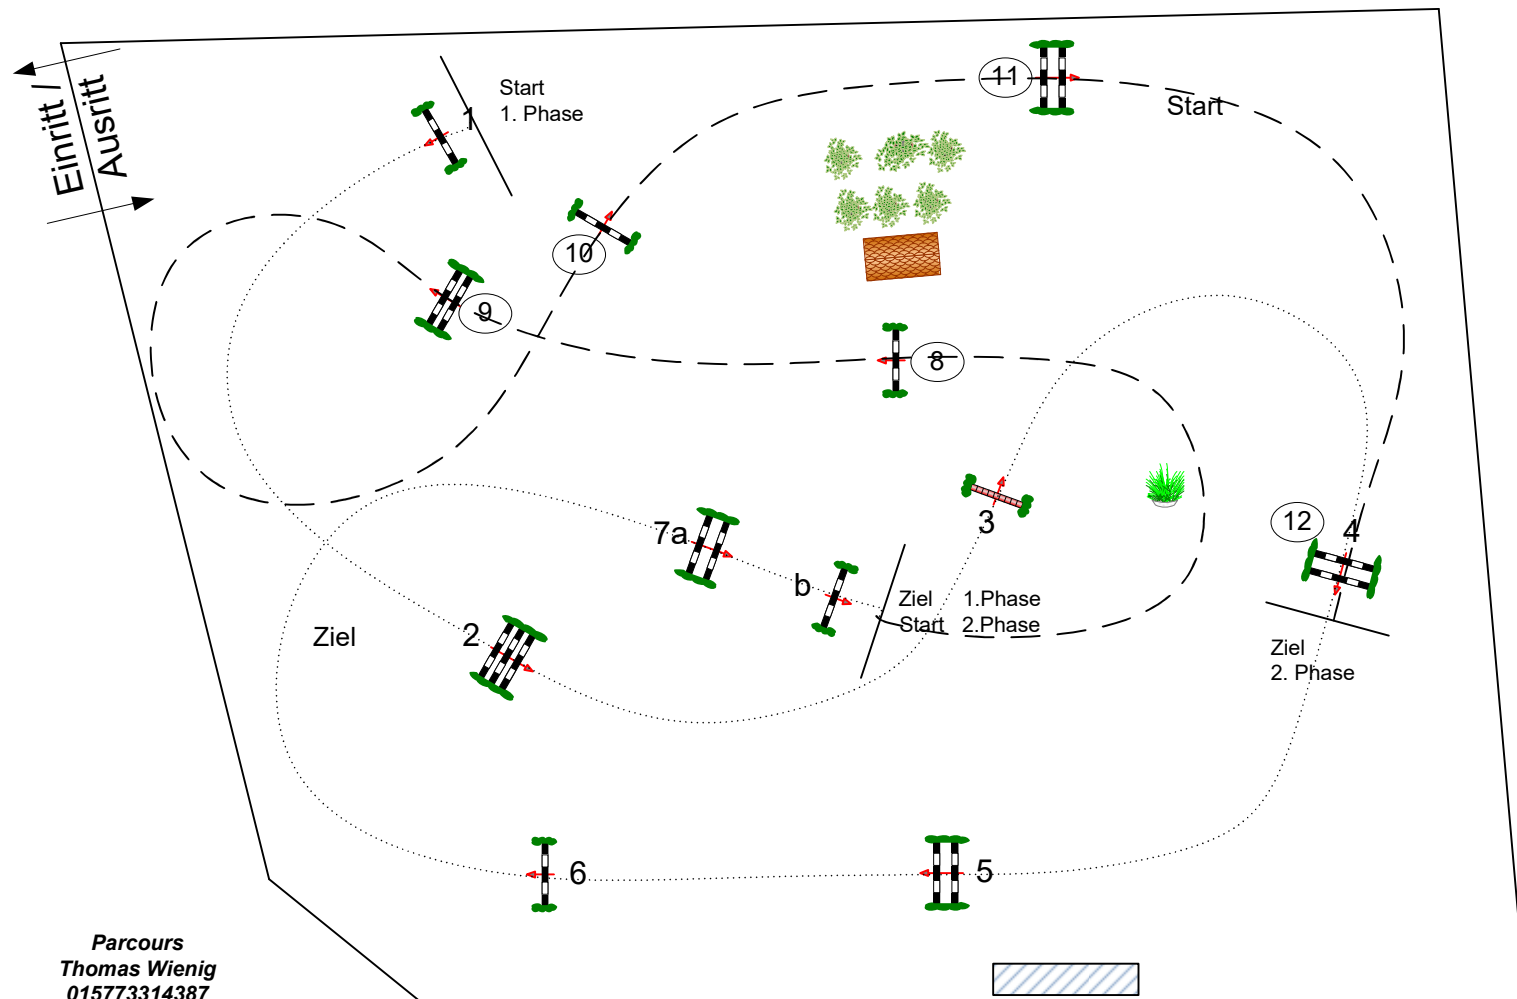 Einritt /
Ausritt
1
Start
1. Phase
11
Start
10
9
8
7a
3
12
4
b
Ziel 1.Phase
Start 2.Phase
Ziel
2
Ziel
2. Phase
6
5
Parcours
Thomas Wienig
015773314387